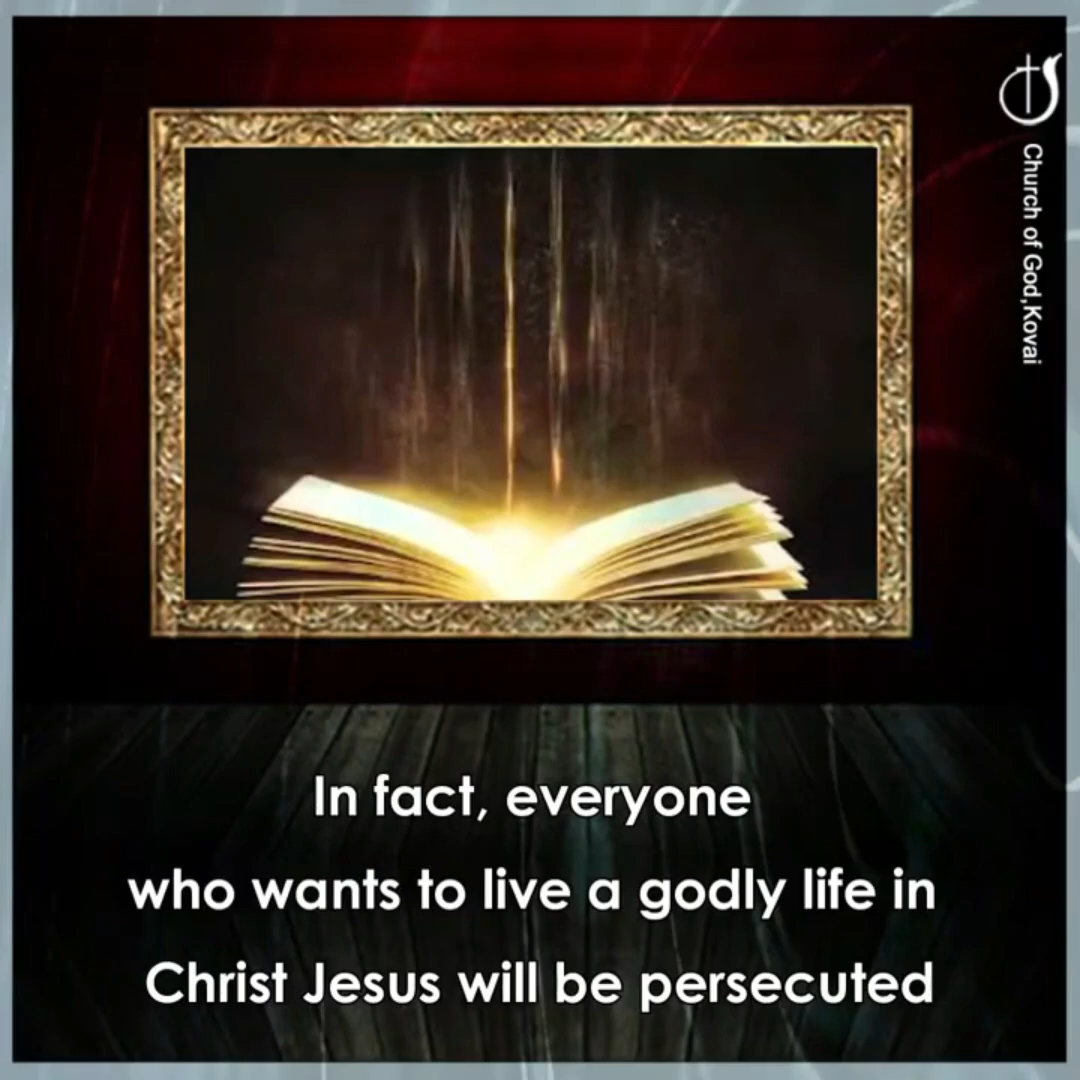 Church of God,Kovai
In fact, everyone
who wants to live a godly life in
Christ Jesus will be persecuted